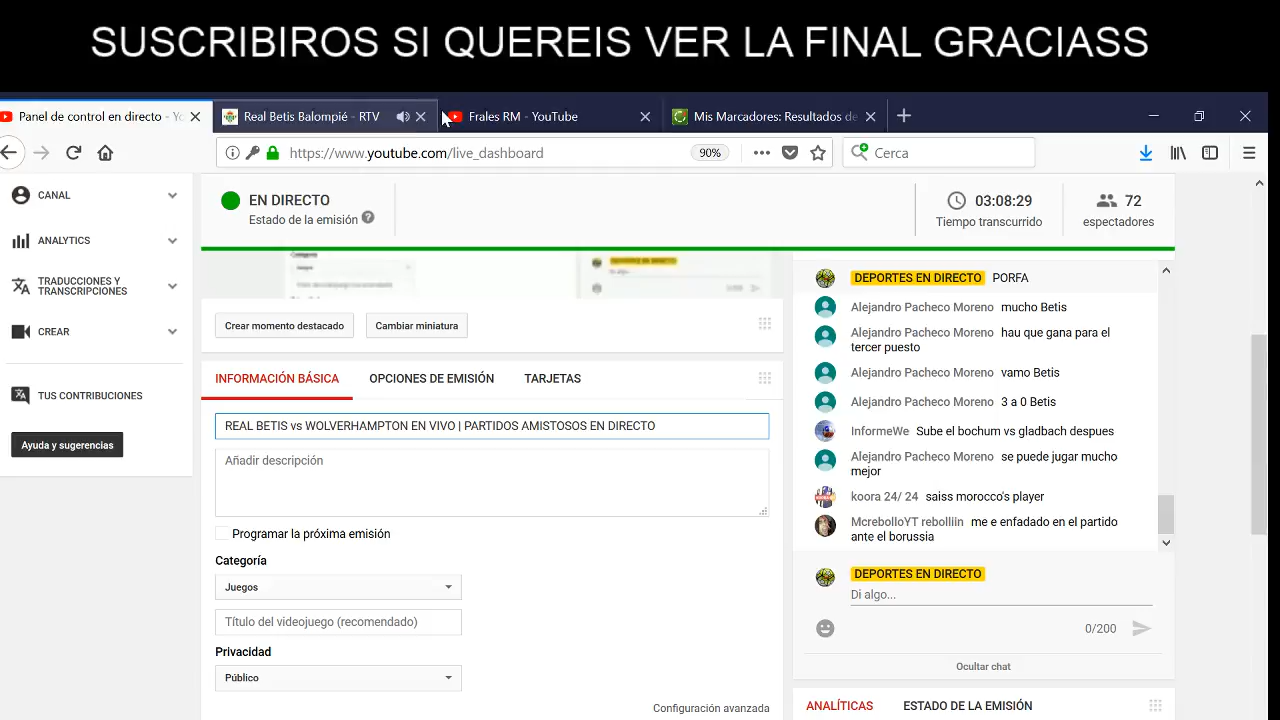 SUSCRIBIROS SI QUEREIS VER LA FINAL GRACIASS
Panel de control en directo - Yo
Real Betis Balompié - RTV
Frales RM - YouTube
Mis Marcadores: Resultados de
https://www.youtube.com/live_dashboard
90%
Cerca
CANAL
ANALYTICS
TRADUCCIONES Y
TRANSCRIPCIONES
CREAR
TUS CONTRIBUCIONES
Ayuda y sugerencias
EN DIRECTO
Estado de la emisión
03:08:29
Tiempo transcurrido
72
espectadores
Crear momento destacado
Cambiar miniatura
INFORMACIÓN BÁSICA
OPCIONES DE EMISIÓN
TARJETAS
REAL BETIS vs WOLVERHAMPTON EN VIVO | PARTIDOS AMISTOSOS EN DIRECTO
Añadir descripción
Programar la próxima emisión
Categoría
Juegos
Título del videojuego (recomendado)
Privacidad
Público
Configuración avanzada
DEPORTES EN DIRECTO PORFA
Alejandro Pacheco Moreno mucho Betis
Alejandro Pacheco Moreno hau que gana para el
tercer puesto
Alejandro Pacheco Moreno vamo Betis
Alejandro Pacheco Moreno 3 a 0 Betis
InformeWe Sube el bochum vs gladbach despues
Alejandro Pacheco Moreno se puede jugar mucho
mejor
koora 24/ 24 saiss morocco's player
McrebolloYT rebolliin me e enfadado en el partido
ante el borussia
DEPORTES EN DIRECTO
Di algo...
0/200
Ocultar chat
ANALÍTICAS
ESTADO DE LA EMISIÓN